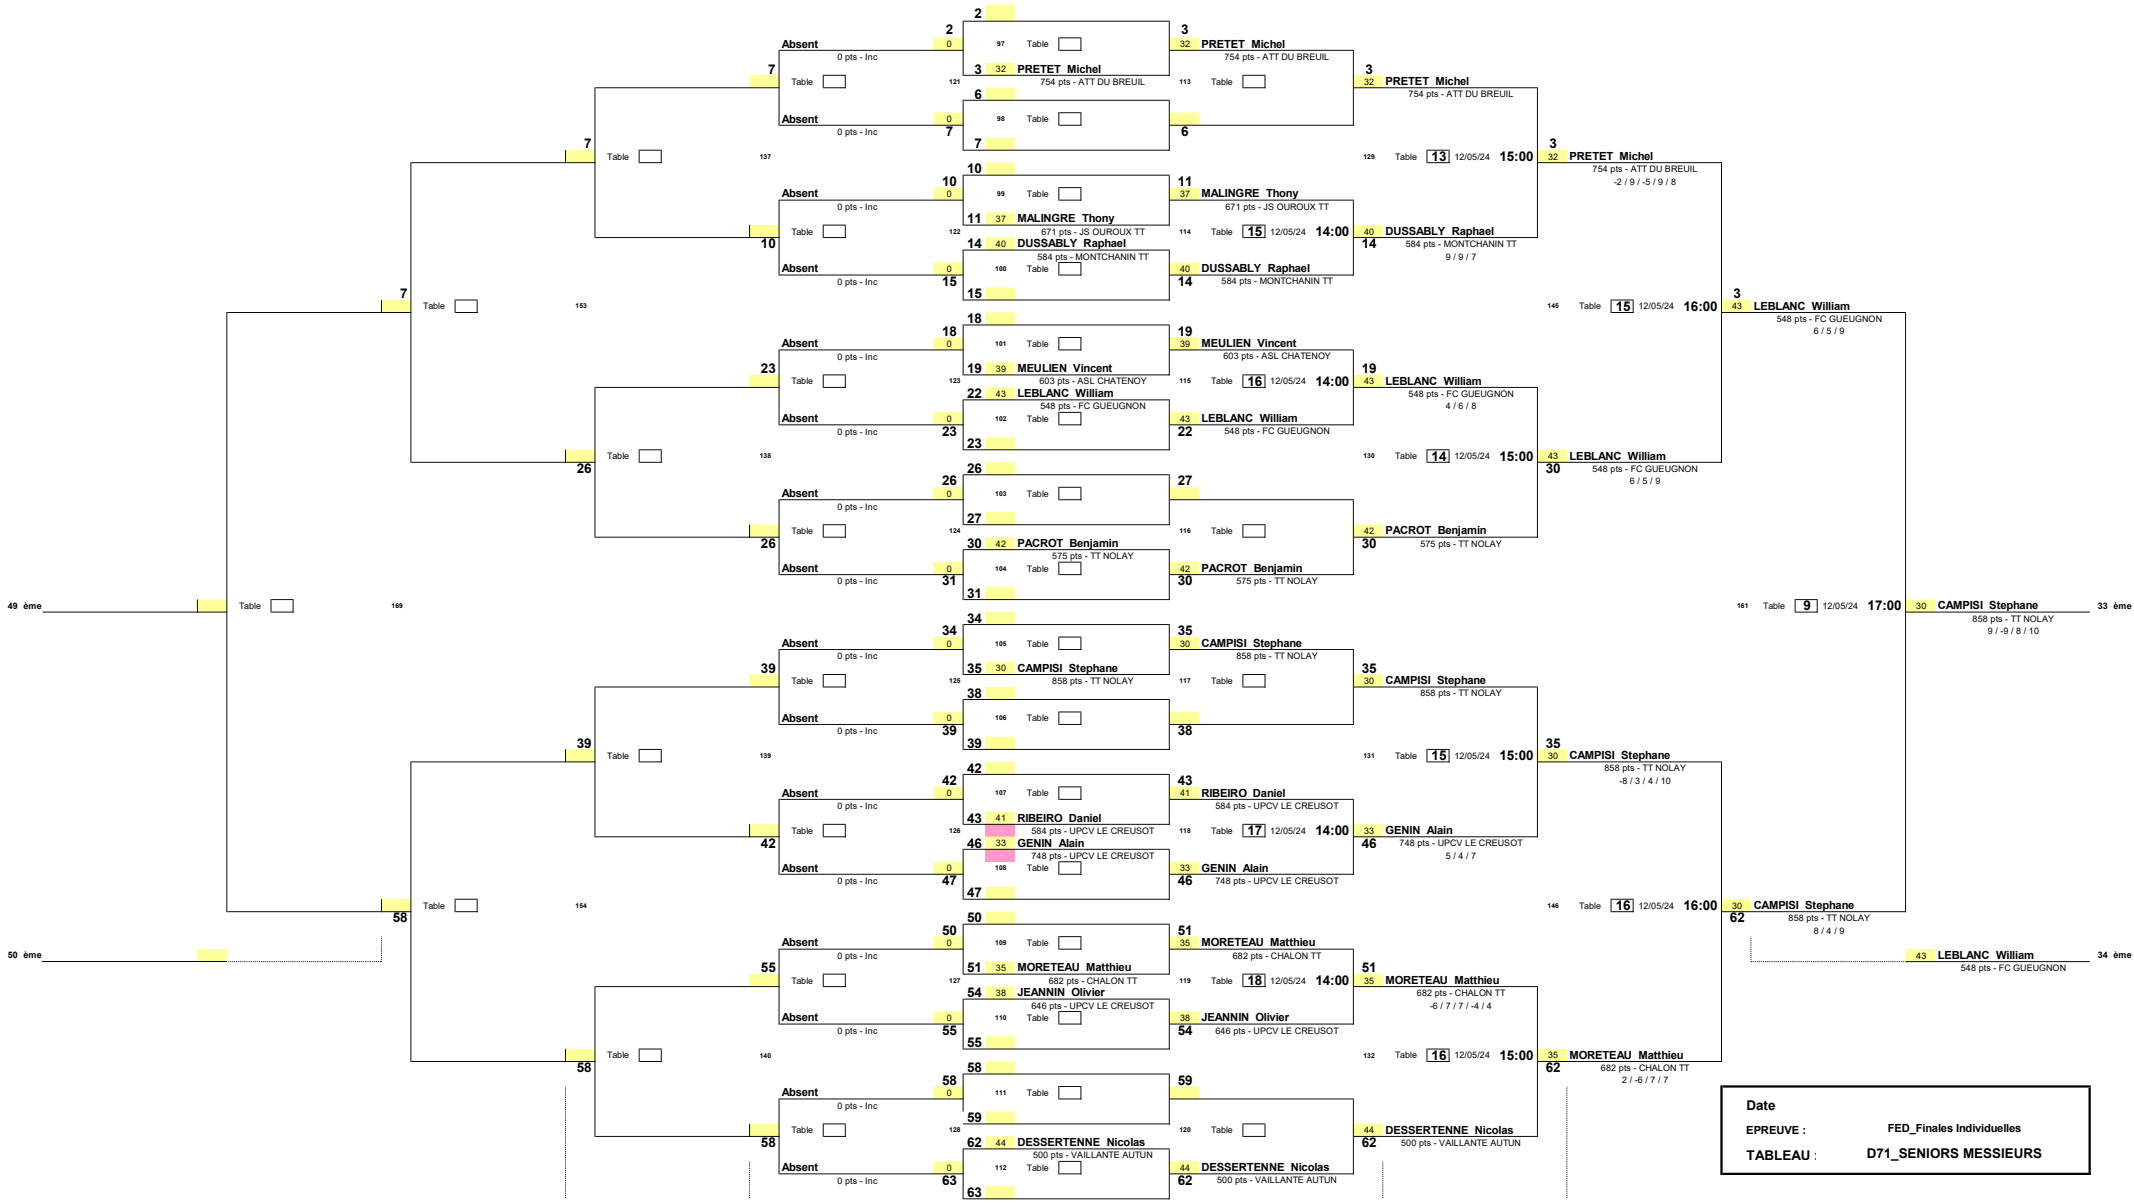 2
2
3
Absent 0 97 Table 32 PRETET Michel
0 pts - Inc
754 pts - ATT DU BREUIL
7
3 32 PRETET Michel
3
Table 121 754 pts - ATT DU BREUIL 113 Table 32 PRETET Michel
754 pts - ATT DU BREUIL
6
Absent 0 98 Table
0 pts - Inc
7
6
7
7
3
Table 137 129 Table 13 12/05/24 15:00 32 PRETET Michel
754 pts - ATT DU BREUIL
-2 / 9 / -5 / 9 / 8
10
10
11
Absent 0 99 Table 37 MALINGRE Thony
0 pts - Inc
671 pts - JS OUROUX TT
11 37 MALINGRE Thony
Table 122 671 pts - JS OUROUX TT 114 Table 15 12/05/24 14:00 40 DUSSABLY Raphael
10
14 40 DUSSABLY Raphael
14
584 pts - MONTCHANIN TT
584 pts - MONTCHANIN TT
9 / 9 / 7
Absent 0 100 Table 40 DUSSABLY Raphael
0 pts - Inc
15
14
584 pts - MONTCHANIN TT
15
7
3
Table 153 145 Table 15 12/05/24 16:00 43 LEBLANC William
548 pts - FC GUEUGNON
6 / 5 / 9
18
18
19
Absent 0 101 Table 39 MEULIEN Vincent
0 pts - Inc
603 pts - ASL CHATENOY
23
19 39 MEULIEN Vincent
19
Table 123 603 pts - ASL CHATENOY 115 Table 16 12/05/24 14:00 43 LEBLANC William
22 43 LEBLANC William
548 pts - FC GUEUGNON
548 pts - FC GUEUGNON
4 / 6 / 8
Absent 0 102 Table 43 LEBLANC William
0 pts - Inc
23
22
548 pts - FC GUEUGNON
23
Table 138 130 Table 14 12/05/24 15:00 43 LEBLANC William
26
30
548 pts - FC GUEUGNON
6 / 5 / 9
26
26
27
Absent 0 103 Table
0 pts - Inc
27
Table 124 116 Table 42 PACROT Benjamin
26
30 42 PACROT Benjamin
30
575 pts - TT NOLAY
575 pts - TT NOLAY
Absent 0 104 Table 42 PACROT Benjamin
0 pts - Inc
31
30
575 pts - TT NOLAY
31
49 ème Table 169 161 Table 9 12/05/24 17:00 30 CAMPISI Stephane 33 ème
858 pts - TT NOLAY
9 / -9 / 8 / 10
34
34
35
Absent 0 105 Table 30 CAMPISI Stephane
0 pts - Inc
858 pts - TT NOLAY
39
35 30 CAMPISI Stephane
35
Table 125 858 pts - TT NOLAY 117 Table 30 CAMPISI Stephane
858 pts - TT NOLAY
38
Absent 0 106 Table
0 pts - Inc
39
38
39
39
35
Table 139 131 Table 15 12/05/24 15:00 30 CAMPISI Stephane
858 pts - TT NOLAY
-8 / 3 / 4 / 10
42
42
43
Absent 0 107 Table 41 RIBEIRO Daniel
0 pts - Inc
584 pts - UPCV LE CREUSOT
43 41 RIBEIRO Daniel
Table 126 584 pts - UPCV LE CREUSOT 118 Table 17 12/05/24 14:00 33 GENIN Alain
42
46 33 GENIN Alain
46
748 pts - UPCV LE CREUSOT
748 pts - UPCV LE CREUSOT
5 / 4 / 7
Absent 0 108 Table 33 GENIN Alain
0 pts - Inc
47
46
748 pts - UPCV LE CREUSOT
47
Table 154 146 Table 16 12/05/24 16:00 30 CAMPISI Stephane
58
62
858 pts - TT NOLAY
8 / 4 / 9
50
50
51
Absent 0 109 Table 35 MORETEAU Matthieu
0 pts - Inc
682 pts - CHALON TT
50 ème 43 LEBLANC William 34 ème
548 pts - FC GUEUGNON
55
51 35 MORETEAU Matthieu
51
Table 127 682 pts - CHALON TT 119 Table 18 12/05/24 14:00 35 MORETEAU Matthieu
54 38 JEANNIN Olivier
682 pts - CHALON TT
646 pts - UPCV LE CREUSOT
-6 / 7 / 7 / -4 / 4
Absent 0 110 Table 38 JEANNIN Olivier
0 pts - Inc
55
54
646 pts - UPCV LE CREUSOT
55
Table 140 132 Table 16 12/05/24 15:00 35 MORETEAU Matthieu
58
62
682 pts - CHALON TT
2 / -6 / 7 / 7
58
58
59
Absent 0 111 Table
0 pts - Inc
59
Table 128 120 Table 44 DESSERTENNE Nicolas
58
62 44 DESSERTENNE Nicolas
62
500 pts - VAILLANTE AUTUN
500 pts - VAILLANTE AUTUN
Absent 0 112 Table 44 DESSERTENNE Nicolas
0 pts - Inc
63
62
500 pts - VAILLANTE AUTUN
63
Date
EPREUVE : FED_Finales Individuelles
TABLEAU : D71_SENIORS MESSIEURS